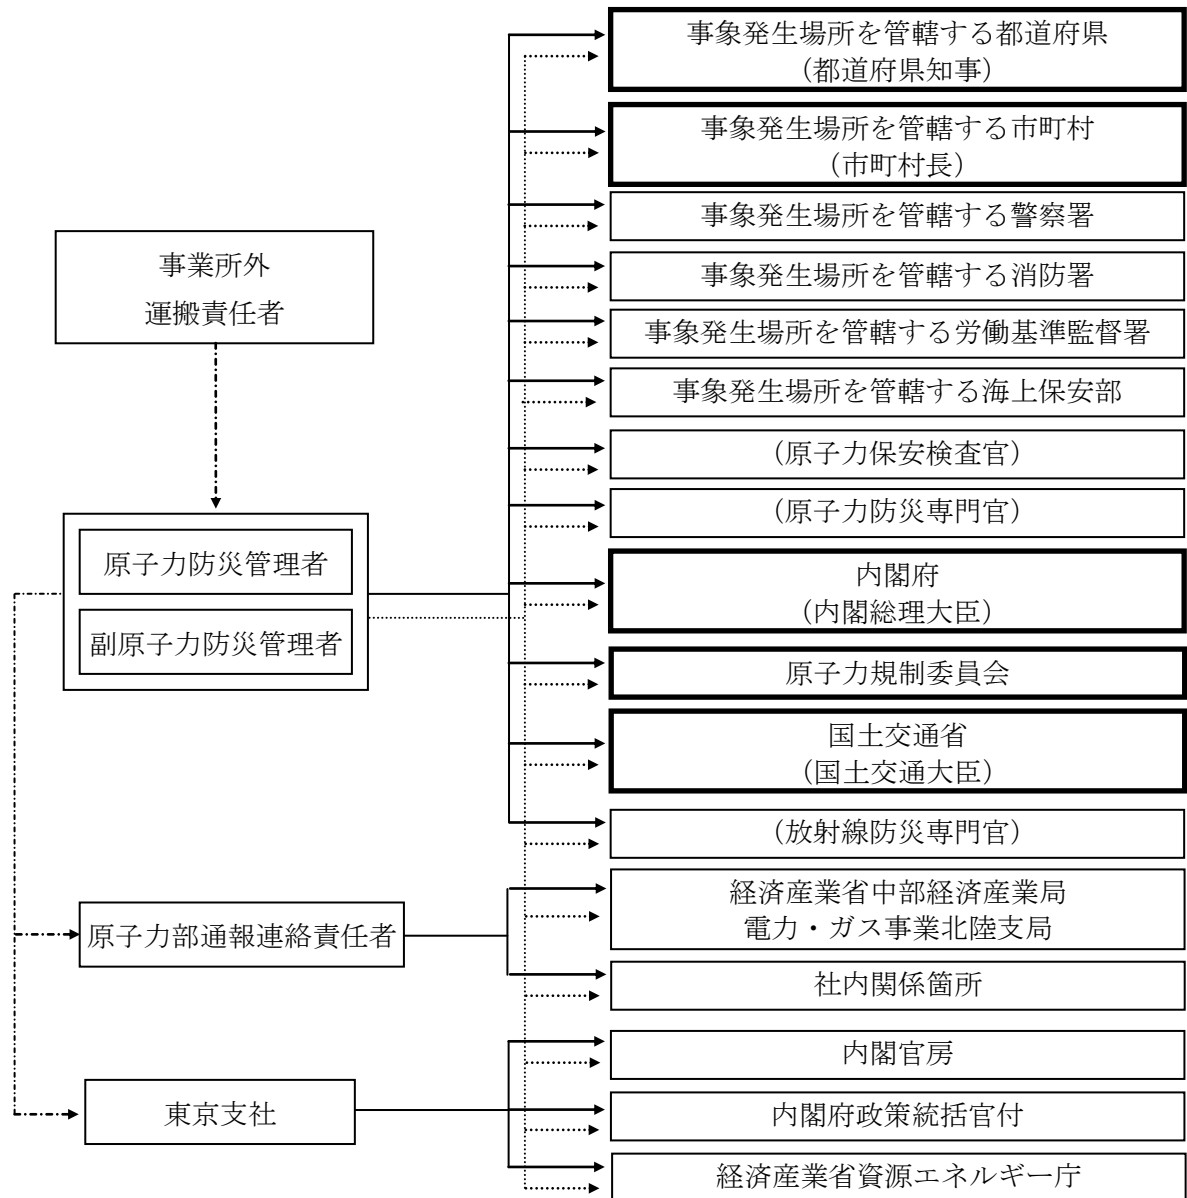 事象発生場所を管轄する都道府県
(都道府県知事)
事象発生場所を管轄する市町村
(市町村長)
事象発生場所を管轄する警察署
事業所外
運搬責任者
事象発生場所を管轄する消防署
事象発生場所を管轄する労働基準監督署
事象発生場所を管轄する海上保安部
(原子力保安検査官)
(原子力防災専門官)
原子力防災管理者
副原子力防災管理者
内閣府
(内閣総理大臣)
原子力規制委員会
国土交通省
(国土交通大臣)
(放射線防災専門官)
原子力部通報連絡責任者
経済産業省中部経済産業局
電力・ガス事業北陸支局
社内関係箇所
東京支社
内閣官房
内閣府政策統括官付
経済産業省資源エネルギー庁